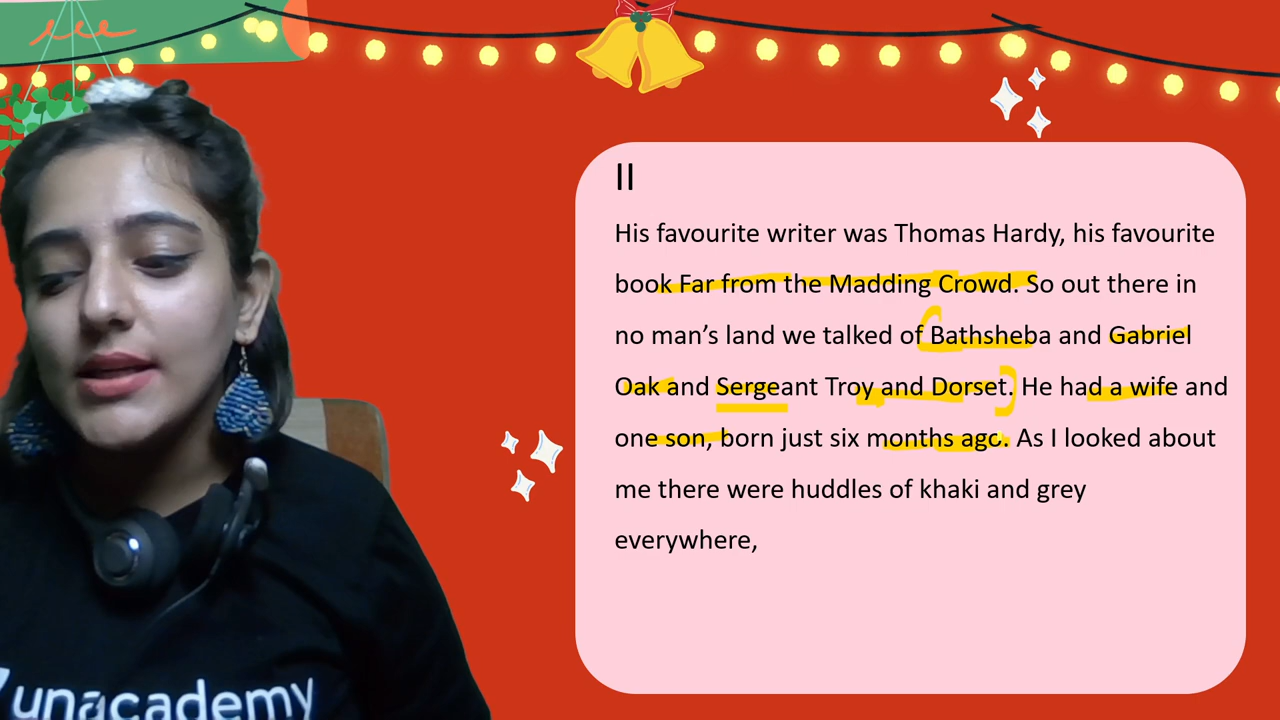 II
His favourite writer was Thomas Hardy, his favourite
book Far from the Madding Crowd. So out there in
no man’s land we talked of Bathsheba and Gabriel
Oak and Sergeant Troy and Dorset. He had a wife and
one son, born just six months ago. As I looked about
me there were huddles of khaki and grey
everywhere,
unacademy